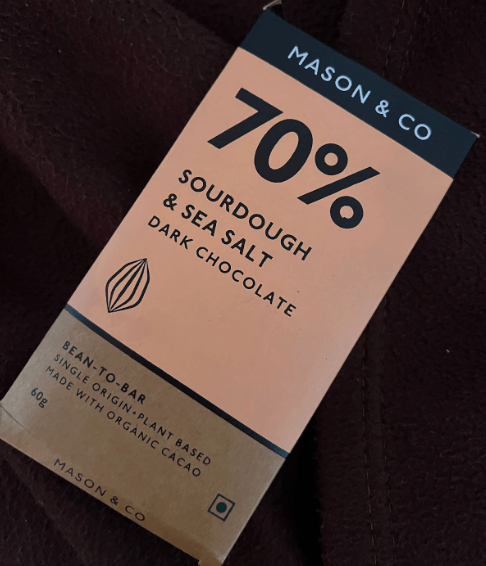 MASON & CO
70%
SOURDOUGH
& SEA SALT
DARK CHOCOLATE
BEAN-TO-BAR
SINGLE ORIGIN • PLANT BASED
MADE WITH ORGANIC CACAO
60g
MASON & CO